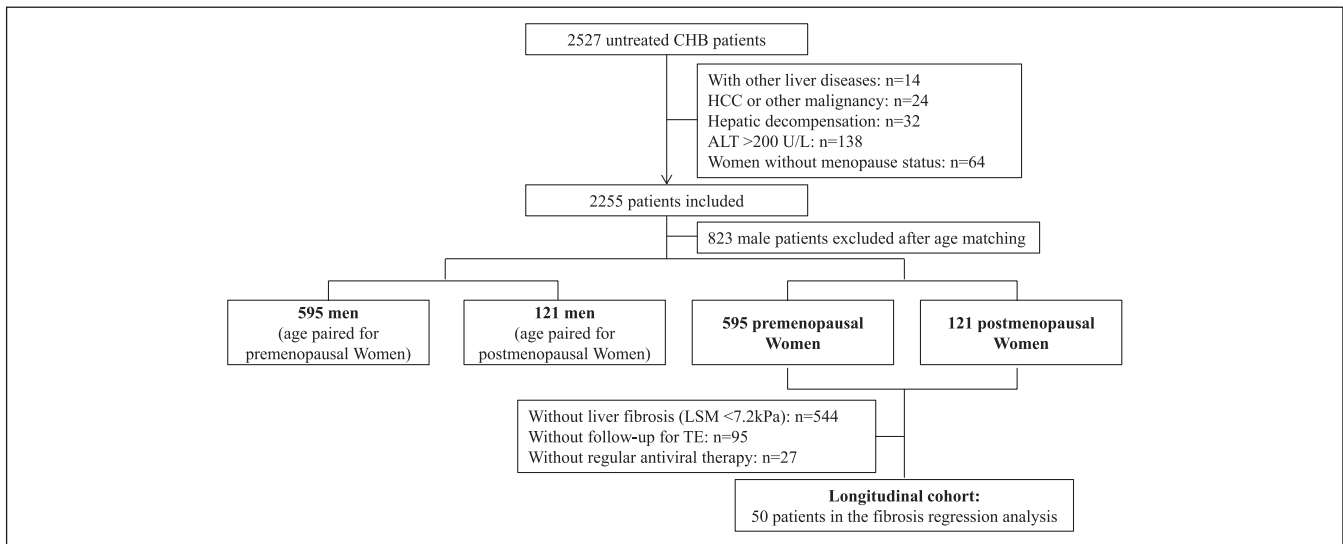 2527 untreated CHB patients
With other liver diseases: n=14
HCC or other malignancy: n=24
Hepatic decompensation: n=32
ALT >200 U/L: n=138
Women without menopause status: n=64
2255 patients included
823 male patients excluded after age matching
595 men
(age paired for
premenopausal Women)
121 men
(age paired for
postmenopausal Women)
595 premenopausal
Women
121 postmenopausal
Women
Without liver fibrosis (LSM <7.2kPa): n=544
Without follow-up for TE: n=95
Without regular antiviral therapy: n=27
Longitudinal cohort:
50 patients in the fibrosis regression analysis